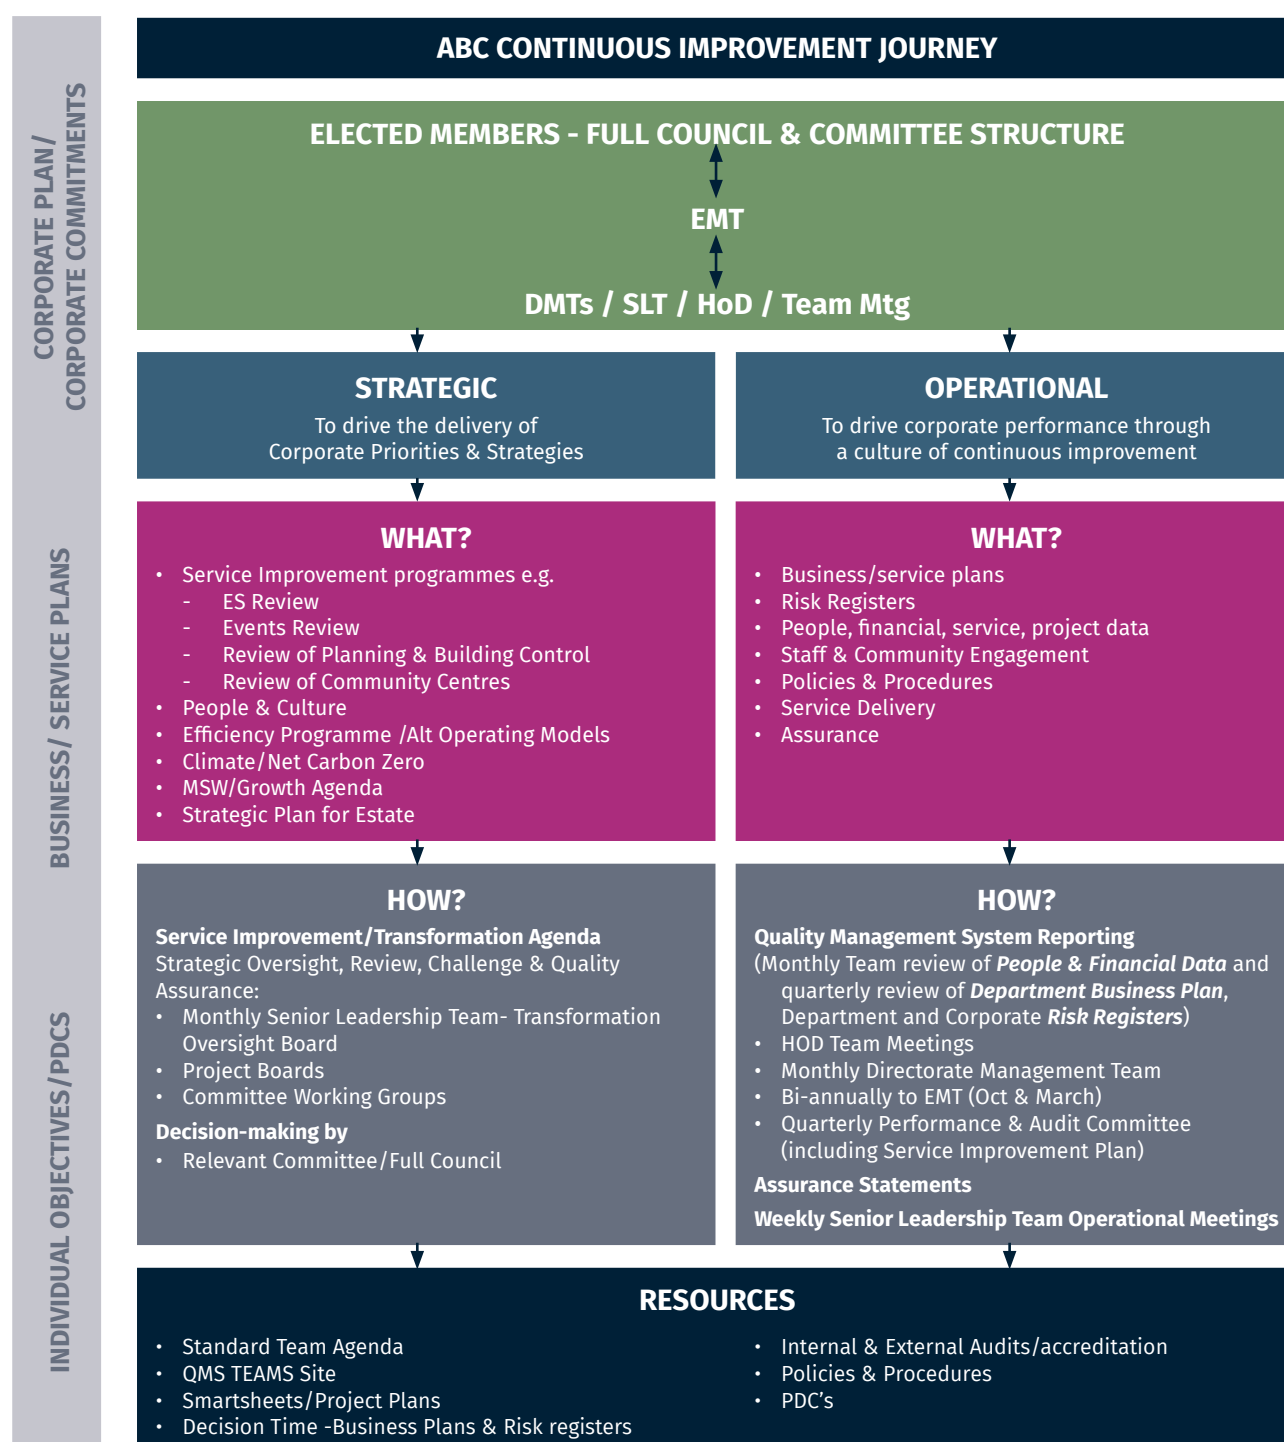 ABC CONTINUOUS IMPROVEMENT JOURNEY
CORPORATE PLAN/
CORPORATE COMMITMENTS
BUSINESS/ SERVICE PLANS
INDIVIDUAL OBJECTIVES/PDCS
ELECTED MEMBERS - FULL COUNCIL & COMMITTEE STRUCTURE
EMT
DMTs / SLT / HoD / Team Mtg
STRATEGIC
To drive the delivery of
Corporate Priorities & Strategies
WHAT?
• Service Improvement programmes e.g.
- ES Review
- Events Review
- Review of Planning & Building Control
- Review of Community Centres
• People & Culture
• Efficiency Programme /Alt Operating Models
• Climate/Net Carbon Zero
• MSW/Growth Agenda
• Strategic Plan for Estate
HOW?
Service Improvement/Transformation Agenda
Strategic Oversight, Review, Challenge & Quality
Assurance:
• Monthly Senior Leadership Team- Transformation
Oversight Board
• Project Boards
• Committee Working Groups
Decision-making by
• Relevant Committee/Full Council
OPERATIONAL
To drive corporate performance through
a culture of continuous improvement
WHAT?
• Business/service plans
• Risk Registers
• People, financial, service, project data
• Staff & Community Engagement
• Policies & Procedures
• Service Delivery
• Assurance
HOW?
Quality Management System Reporting
(Monthly Team review of People & Financial Data and
quarterly review of Department Business Plan,
Department and Corporate Risk Registers)
• HOD Team Meetings
• Monthly Directorate Management Team
• Bi-annually to EMT (Oct & March)
• Quarterly Performance & Audit Committee
(including Service Improvement Plan)
Assurance Statements
Weekly Senior Leadership Team Operational Meetings
RESOURCES
• Standard Team Agenda
• QMS TEAMS Site
• Smartsheets/Project Plans
• Decision Time -Business Plans & Risk registers
• Internal & External Audits/accreditation
• Policies & Procedures
• PDC's